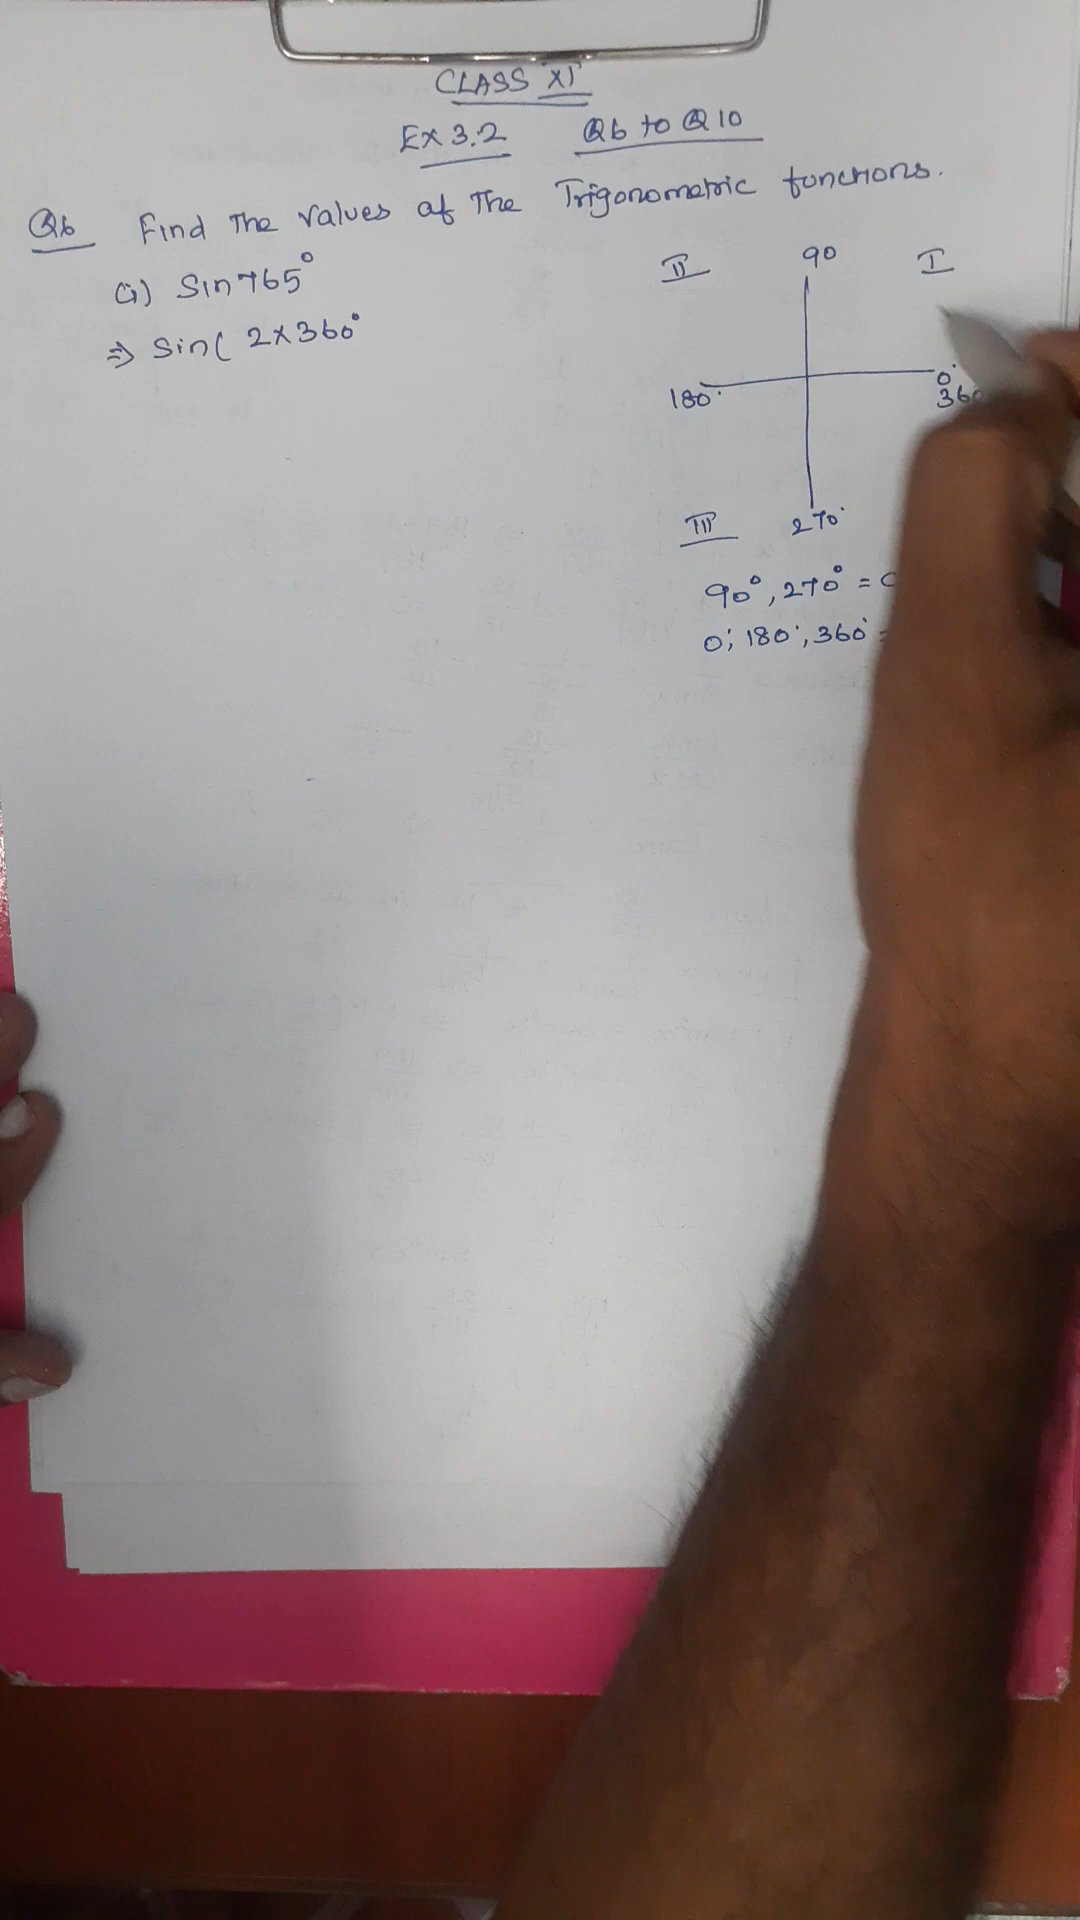 CLASS XI
Ex 3.2 Q6 to Q10
Q6 Find The Values of The Trigonometric functions.
(i) Sin765°
⇒ Sin( 2×360°
II 90 I
180° 0°
360
III 270°
90°, 270° =
0°, 180°, 360° =